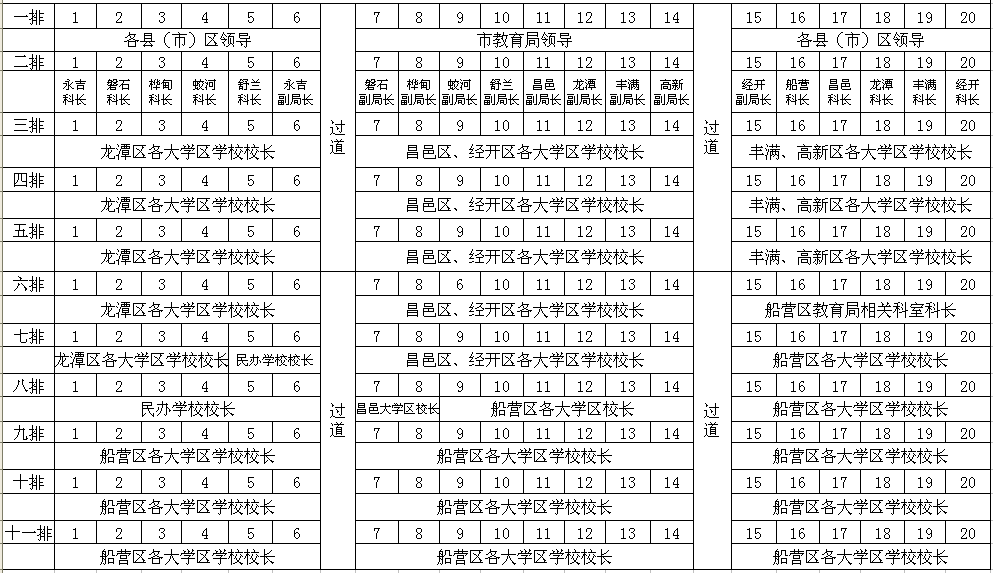 一排 1 2 3 4 5 6 7 8 9 10 11 12 13 14 15 16 17 18 19 20
各县（市）区领导 市教育局领导 各县（市）区领导
二排 1 2 3 4 5 6 7 8 9 10 11 12 13 14 15 16 17 18 19 20
永吉 磐石 桦甸 蛟河 舒兰 永吉 磐石 桦甸 蛟河 舒兰 昌邑 龙潭 丰满 高新 经开 船营 昌邑 龙潭 丰满 经开
科长 科长 科长 科长 科长 副局长 副局长 副局长 副局长 副局长 副局长 副局长 副局长 副局长 副局长 科长 科长 科长 科长 科长
三排 1 2 3 4 5 6 过道 7 8 9 10 11 12 13 14 过道 15 16 17 18 19 20
龙潭区各大学区学校校长 昌邑区、经开区各大学区学校校长 丰满、高新区各大学区学校校长
四排 1 2 3 4 5 6 7 8 9 10 11 12 13 14 15 16 17 18 19 20
龙潭区各大学区学校校长 昌邑区、经开区各大学区学校校长 丰满、高新区各大学区学校校长
五排 1 2 3 4 5 6 7 8 9 10 11 12 13 14 15 16 17 18 19 20
龙潭区各大学区学校校长 昌邑区、经开区各大学区学校校长 丰满、高新区各大学区学校校长
六排 1 2 3 4 5 6 7 8 6 10 11 12 13 14 15 16 17 18 19 20
龙潭区各大学区学校校长 昌邑区、经开区各大学区学校校长 船营区教育局相关科室科长
七排 1 2 3 4 5 6 7 8 9 10 11 12 13 14 15 16 17 18 19 20
龙潭区各大学区学校校长 民办学校校长 昌邑区、经开区各大学区学校校长 船营区各大学区学校校长
八排 1 2 3 4 5 6 7 8 9 10 11 12 13 14 15 16 17 18 19 20
民办学校校长 过道 昌邑大学区校长 船营区各大学区校长 过道 船营区各大学区学校校长
九排 1 2 3 4 5 6 7 8 9 10 11 12 13 14 15 16 17 18 19 20
船营区各大学区学校校长 船营区各大学区学校校长 船营区各大学区学校校长
十排 1 2 3 4 5 6 7 8 9 10 11 12 13 14 15 16 17 18 19 20
船营区各大学区学校校长 船营区各大学区学校校长 船营区各大学区学校校长
十一排 1 2 3 4 5 6 7 8 9 10 11 12 13 14 15 16 17 18 19 20
船营区各大学区学校校长 船营区各大学区学校校长 船营区各大学区学校校长